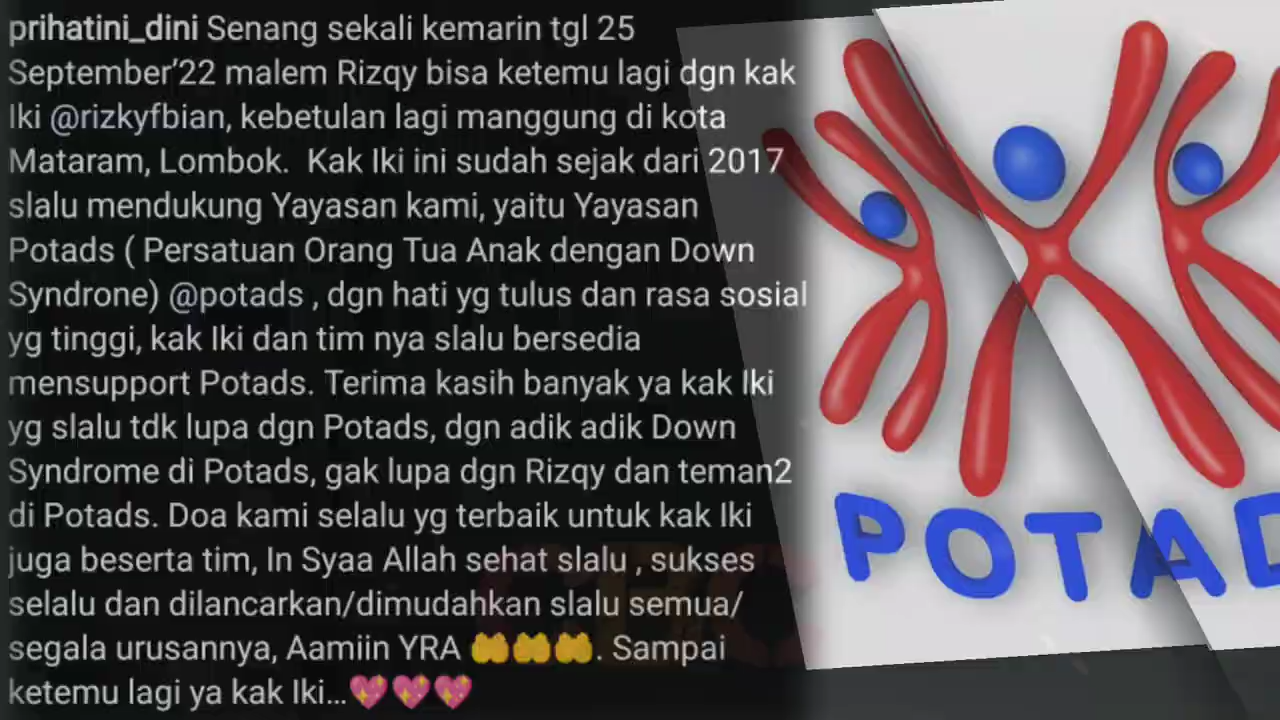 prihatini_dini Senang sekali kemarin tgl 25
September'22 malem Rizqy bisa ketemu lagi dgn kak
Iki @rizkyfbian, kebetulan lagi manggung di kota
Mataram, Lombok. Kak Iki ini sudah sejak dari 2017
slalu mendukung Yayasan kami, yaitu Yayasan
Potads ( Persatuan Orang Tua Anak dengan Down
Syndrone) @potads , dgn hati yg tulus dan rasa sosial
yg tinggi, kak Iki dan tim nya slalu bersedia
mensupport Potads. Terima kasih banyak ya kak Iki
yg slalu tdk lupa dgn Potads, dgn adik adik Down
Syndrome di Potads, gak lupa dgn Rizqy dan teman2
di Potads. Doa kami selalu yg terbaik untuk kak Iki
juga beserta tim, In Syaa Allah sehat slalu , sukses
selalu dan dilancarkan/dimudahkan slalu semua/
segala urusannya, Aamiin YRA 🤲🤲🤲. Sampai
ketemu lagi ya kak Iki...💖💖💖
POTAD